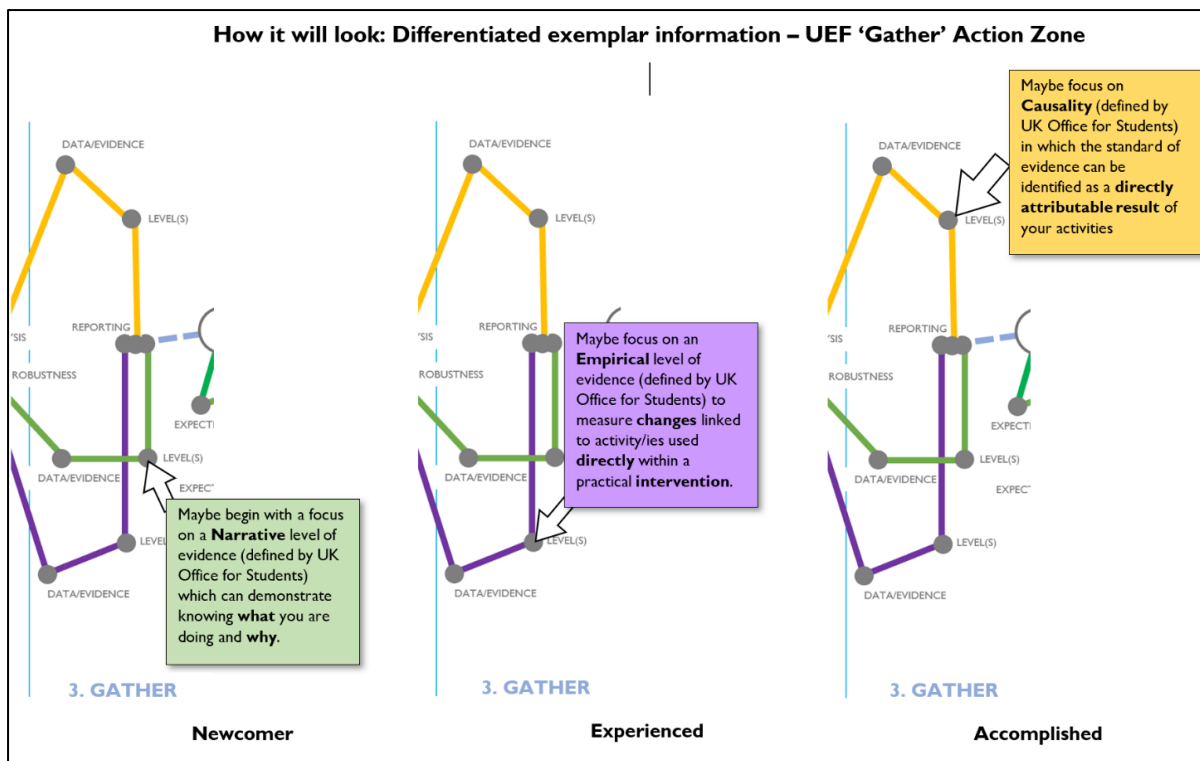 How it will look: Differentiated exemplar information – UEF ‘Gather’ Action Zone
DATA/EVIDENCE
LEVEL(S)
REPORTING
YSIS
ROBUSTNESS
EXPECTI
LEVEL(S)
DATA/EVIDENCE
EXPECT
LEVEL
DATA/EVIDENCE
Maybe begin with a focus
on a Narrative level of
evidence (defined by UK
Office for Students)
which can demonstrate
knowing what you are
doing and why.
3. GATHER
Newcomer
DATA/EVIDENCE
LEVEL(S)
REPORTING
DATA/EVIDENCE
LEVEL(S)
DATA/EVIDENCE
Maybe focus on an
Empirical level of
evidence (defined by UK
Office for Students) to
measure changes linked
to activity/ies used
directly within a
practical intervention.
3. GATHER
Experienced
Maybe focus on
Causality (defined by
UK Office for Students)
in which the standard of
evidence can be
identified as a directly
attributable result of
your activities
DATA/EVIDENCE
LEVEL(S)
REPORTING
YSIS
ROBUSTNESS
EXPECTI
LEVEL(S)
DATA/EVIDENCE
EXPECT
LEVEL(S)
DATA/EVIDENCE
3. GATHER
Accomplished